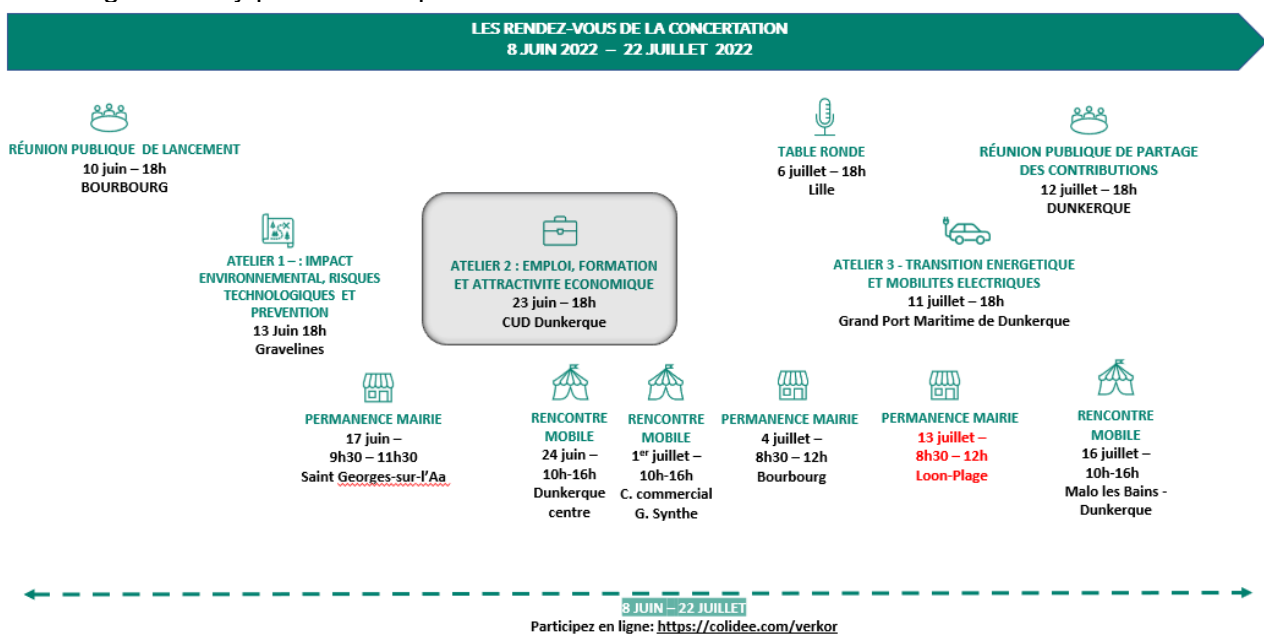 LES RENDEZ-VOUS DE LA CONCERTATION
8 JUIN 2022 – 22 JUILLET 2022
RÉUNION PUBLIQUE DE LANCEMENT
10 juin – 18h
BOURBOURG
TABLE RONDE
6 juillet – 18h
Lille
RÉUNION PUBLIQUE DE PARTAGE
DES CONTRIBUTIONS
12 juillet – 18h
DUNKERQUE
ATELIER 1 – : IMPACT
ENVIRONNEMENTAL, RISQUES
TECHNOLOGIQUES ET
PREVENTION
13 Juin 18h
Gravelines
ATELIER 2 : EMPLOI, FORMATION
ET ATTRACTIVITE ECONOMIQUE
23 juin – 18h
CUD Dunkerque
ATELIER 3 - TRANSITION ENERGETIQUE
ET MOBILITES ELECTRIQUES
11 juillet – 18h
Grand Port Maritime de Dunkerque
PERMANENCE MAIRIE
17 juin –
9h30 – 11h30
Saint Georges-sur-l'Aa
RENCONTRE
MOBILE
24 juin –
10h-16h
Dunkerque
centre
RENCONTRE
MOBILE
1er juillet –
10h-16h
C. commercial
G. Synthe
PERMANENCE MAIRIE
4 juillet –
8h30 – 12h
Bourbourg
PERMANENCE MAIRIE
13 juillet –
8h30 – 12h
Loon-Plage
RENCONTRE
MOBILE
16 juillet –
10h-16h
Malo les Bains -
Dunkerque
8 JUIN – 22 JUILLET
Participez en ligne: https://colidee.com/verkor